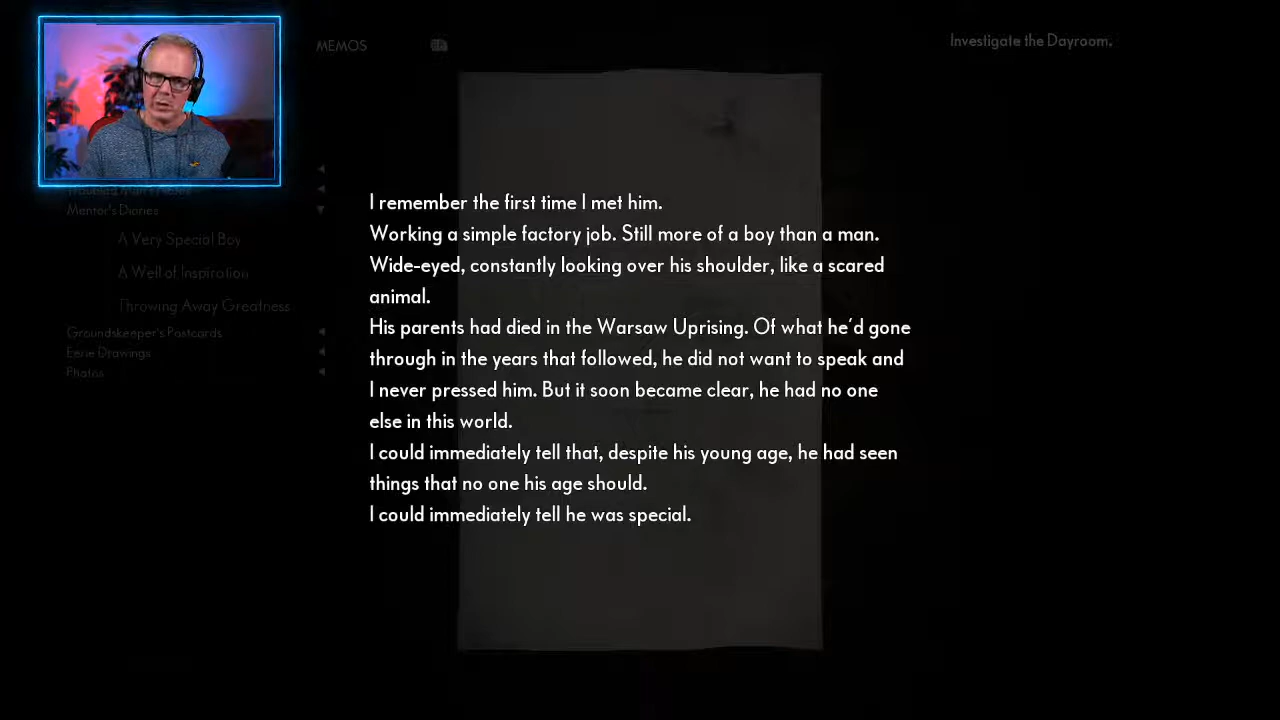 MEMOS
Investigate the Dayroom.
Mentor's Diaries
A Very Special Boy
A Well of Inspiration
Throwing Away Greatness
Groundskeeper's Postcards
Eerie Drawings
Photos
I remember the first time I met him.
Working a simple factory job. Still more of a boy than a man.
Wide-eyed, constantly looking over his shoulder, like a scared
animal.
His parents had died in the Warsaw Uprising. Of what he'd gone
through in the years that followed, he did not want to speak and
I never pressed him. But it soon became clear, he had no one
else in this world.
I could immediately tell that, despite his young age, he had seen
things that no one his age should.
I could immediately tell he was special.